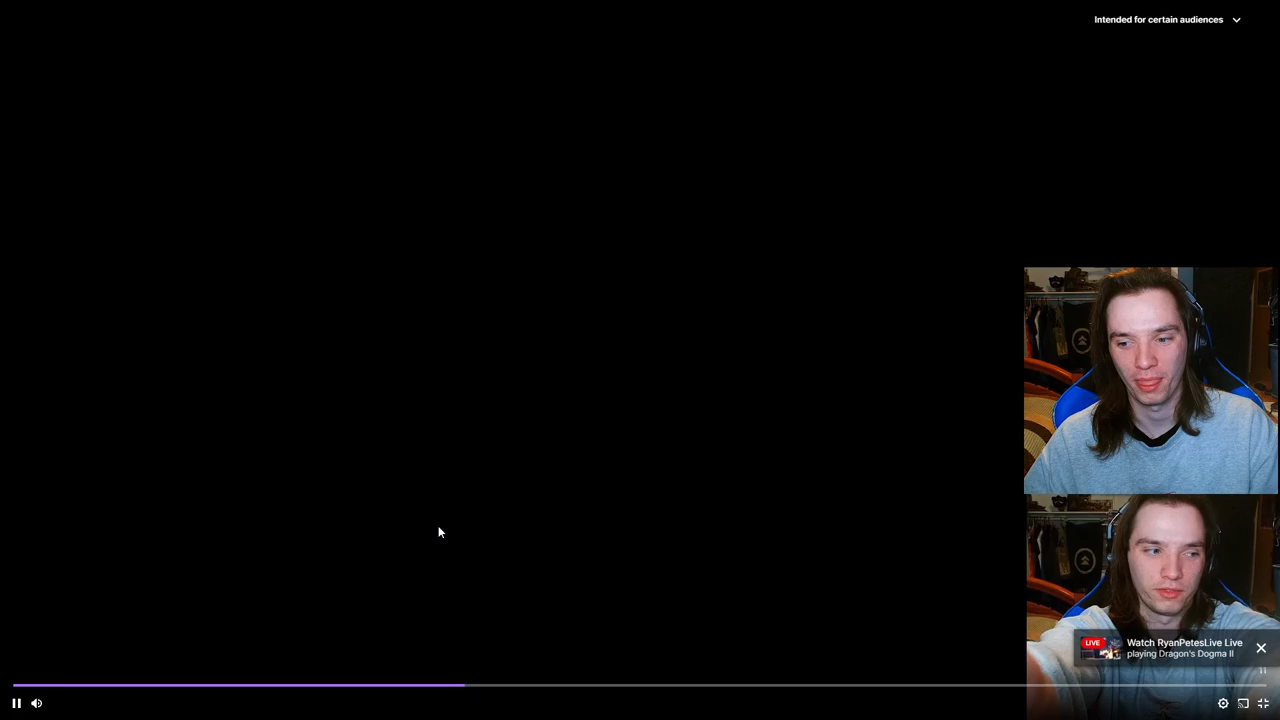 Intended for certain audiences
LIVE
Watch RyanPetesLive Live
playing Dragon's Dogma II